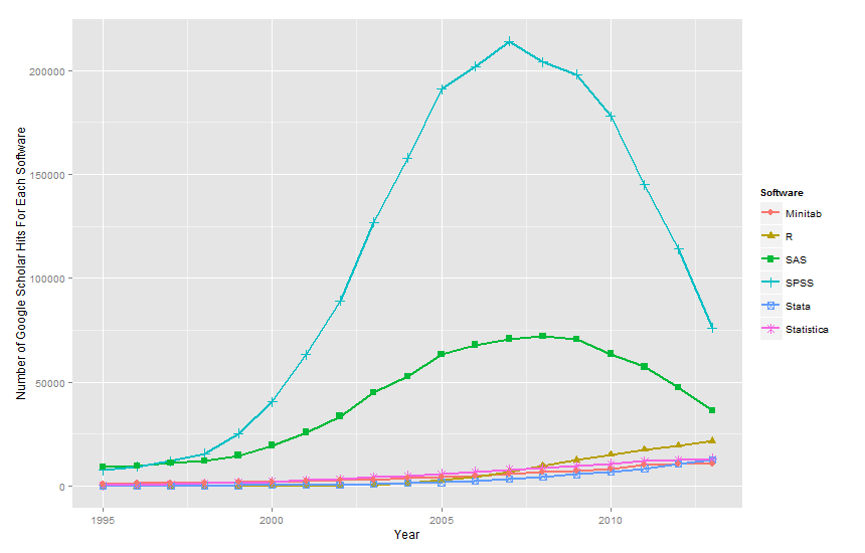 Number of Google Scholar Hits For Each Software
200000
150000
100000
50000
0
1995
2000
2005
2010
Year
Software
Minitab
R
SAS
SPSS
Stata
Statistica